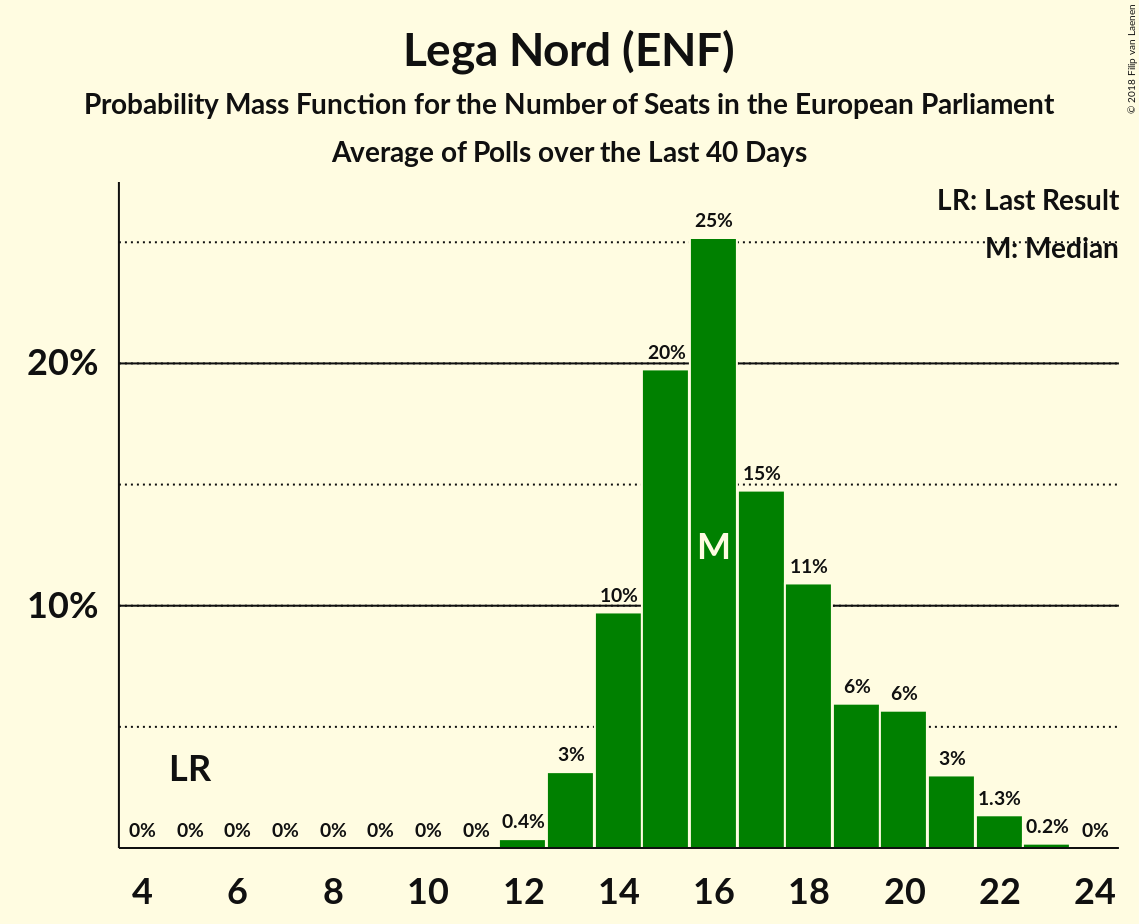 Lega Nord (ENF)
Probability Mass Function for the Number of Seats in the European Parliament
Average of Polls over the Last 40 Days
© 2018 Filip van Laenen
LR: Last Result
M: Median
25%
20%
20%
15%
M
11%
10%
10%
6%
6%
LR
3%
3%
1.3%
0% 0% 0% 0% 0% 0% 0% 0% 0.4% 0.2% 0%
4 6 8 10 12 14 16 18 20 22 24